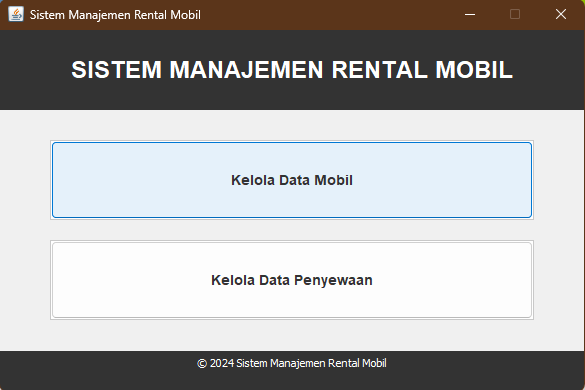 Sistem Manajemen Rental Mobil
SISTEM MANAJEMEN RENTAL MOBIL
Kelola Data Mobil
Kelola Data Penyewaan
© 2024 Sistem Manajemen Rental Mobil